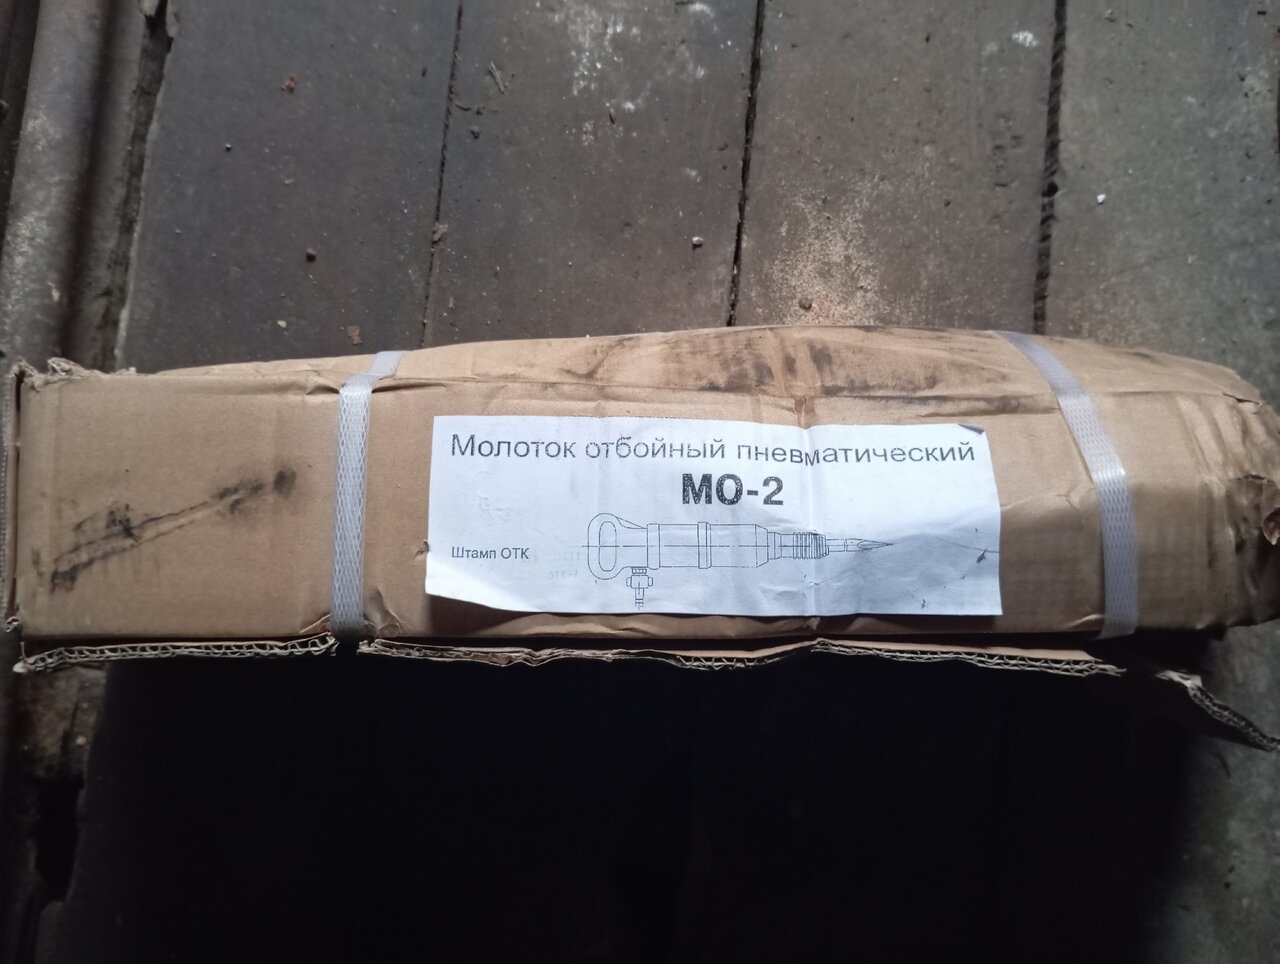 Молоток отбойный пневматический
МО-2
Штамп ОТК